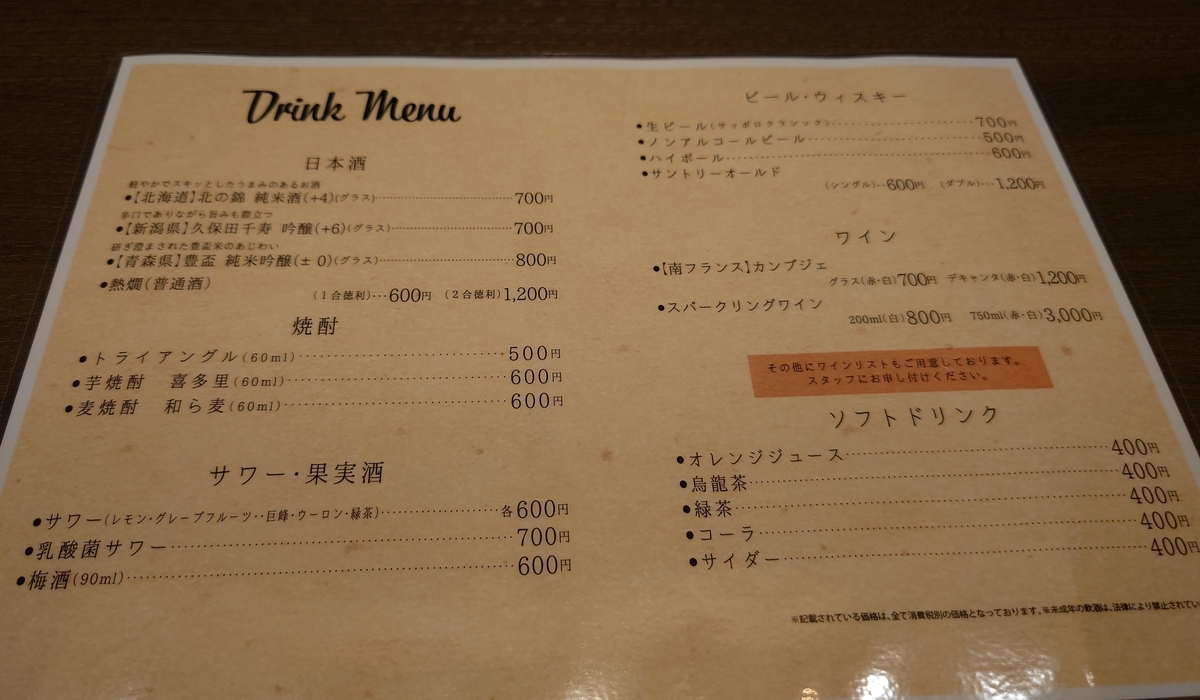 Drink Menu
日本酒
軽やかでスキッとしたうまみのあるお酒
●【北海道】北の錦 純米酒(+4)(グラス)……700円
辛口でありながら旨みも際立つ
●【新潟県】久保田千寿 吟醸(+6)(グラス)……700円
研ぎ澄まされた豊盃米のあじわい
●【青森県】豊盃 純米吟醸(± 0)(グラス)……800円
●熱燗(普通酒)
(1合徳利)…600円 (2合徳利)1,200円
焼酎
●トライアングル(60ml)……500円
●芋焼酎 喜多里(60ml)……600円
●麦焼酎 和ら麦(60ml)……600円
サワー・果実酒
●サワー(レモン・グレープフルーツ・・巨峰・ウーロン・緑茶)……各600円
●乳酸菌サワー……700円
●梅酒(90ml)……600円
ビール・ウィスキー
●生ビール(サッポロクラシック)……700円
●ノンアルコールビール……500円
●ハイボール……600円
●サントリーオールド
(シングル)…600円 (ダブル)…1,200円
ワイン
●【南フランス】カンブジェ
グラス(赤・白)700円 デキャンタ(赤・白)1,200円
●スパークリングワイン
200ml(白)800円 750ml(赤・白)3,000円
その他にワインリストもご用意しております。
スタッフにお申し付けください。
ソフトドリンク
●オレンジジュース……400円
●烏龍茶……400円
●緑茶……400円
●コーラ……400円
●サイダー……400円
※記載されている価格は、全て消費税別の価格となっております。※未成年の飲酒は、法律により禁止されてい